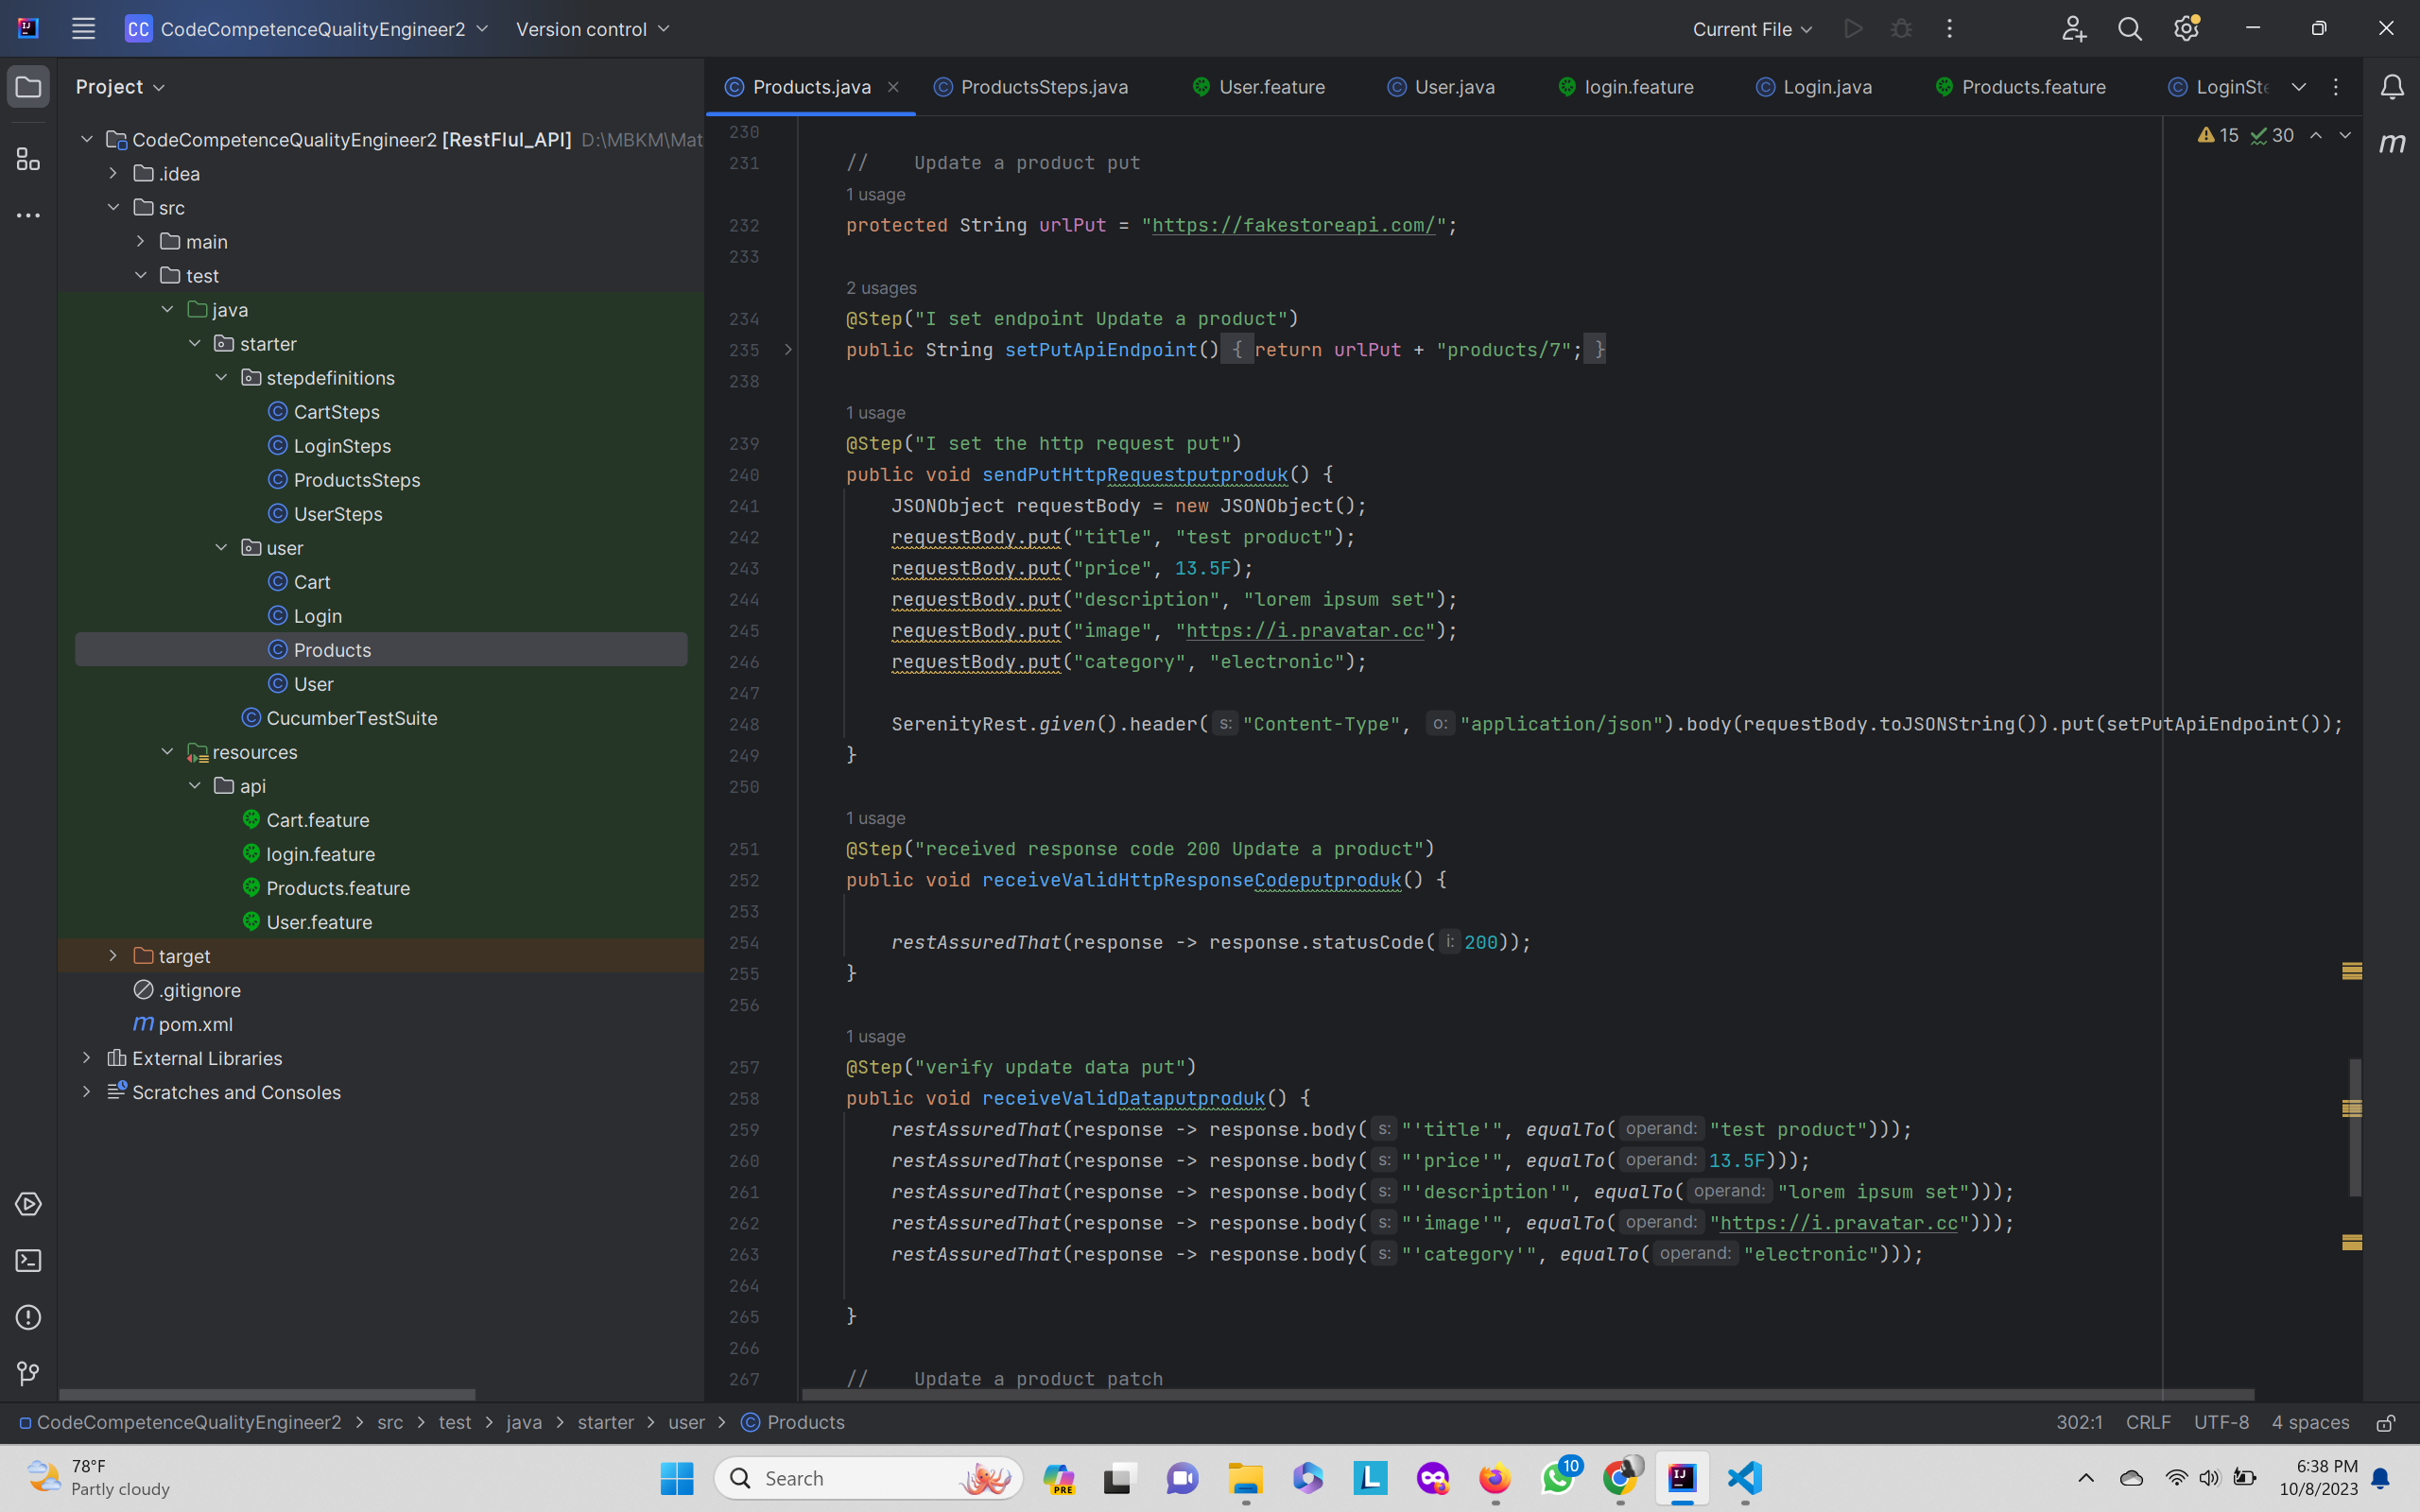 CC CodeCompetenceQualityEngineer2 Version control Current File
Project
Products.java ProductsSteps.java User.feature User.java login.feature Login.java Products.feature LoginSte
CodeCompetenceQualityEngineer2 [RestFlul_API] D:\MBKM\Mat
.idea
src
main
test
java
starter
stepdefinitions
CartSteps
LoginSteps
ProductsSteps
UserSteps
user
Cart
Login
Products
User
CucumberTestSuite
resources
api
Cart.feature
login.feature
Products.feature
User.feature
target
.gitignore
m pom.xml
External Libraries
Scratches and Consoles
15 30
m
230
231 // Update a product put
1 usage
232 protected String urlPut = "https://fakestoreapi.com/";
233
2 usages
234 @Step("I set endpoint Update a product")
235 public String setPutApiEndpoint() { return urlPut + "products/7"; }
238
1 usage
239 @Step("I set the http request put")
240 public void sendPutHttpRequestputproduk() {
241 JSONObject requestBody = new JSONObject();
242 requestBody.put("title", "test product");
243 requestBody.put("price", 13.5F);
244 requestBody.put("description", "lorem ipsum set");
245 requestBody.put("image", "https://i.pravatar.cc");
246 requestBody.put("category", "electronic");
247
248 SerenityRest.given().header( s: "Content-Type", o: "application/json").body(requestBody.toJSONString()).put(setPutApiEndpoint());
249 }
250
1 usage
251 @Step("received response code 200 Update a product")
252 public void receiveValidHttpResponseCodeputproduk() {
253
254 restAssuredThat(response -> response.statusCode( i: 200));
255 }
256
1 usage
257 @Step("verify update data put")
258 public void receiveValidDataputproduk() {
259 restAssuredThat(response -> response.body( s: "'title'", equalTo( operand: "test product")));
260 restAssuredThat(response -> response.body( s: "'price'", equalTo( operand: 13.5F)));
261 restAssuredThat(response -> response.body( s: "'description'", equalTo( operand: "lorem ipsum set")));
262 restAssuredThat(response -> response.body( s: "'image'", equalTo( operand: "https://i.pravatar.cc")));
263 restAssuredThat(response -> response.body( s: "'category'", equalTo( operand: "electronic")));
264
265 }
266
267 // Update a product patch
CodeCompetenceQualityEngineer2 > src > test > java > starter > user > Products 302:1 CRLF UTF-8 4 spaces
78°F
Partly cloudy
Search
PRE
10
6:38 PM
10/8/2023